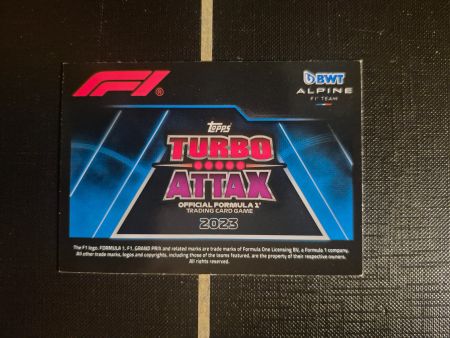 F1®
BWT
ALPINE
F1® TEAM
Topps
TURBO
ATTAX
OFFICIAL FORMULA 1®
TRADING CARD GAME
2023
The F1 logo, FORMULA 1, F1, GRAND PRIX and related marks are trade marks of Formula One Licensing BV, a Formula 1 company.
All other trade marks, logos and copyrights, including those of the teams featured, are the property of their respective owners.
All rights reserved.